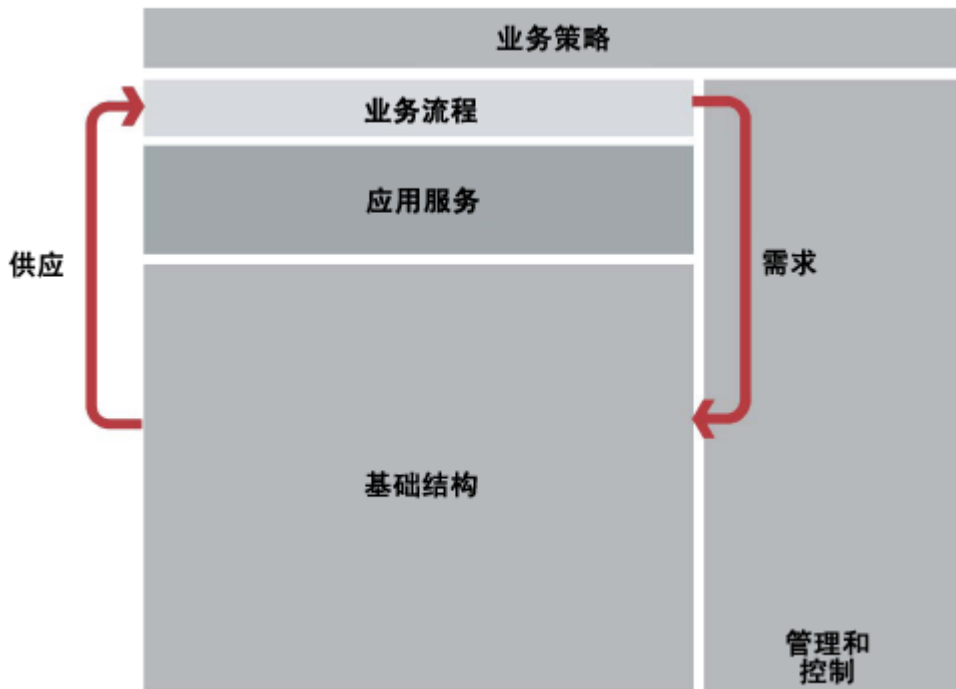 业务策略
业务流程
应用服务
供应
需求
基础结构
管理和
控制